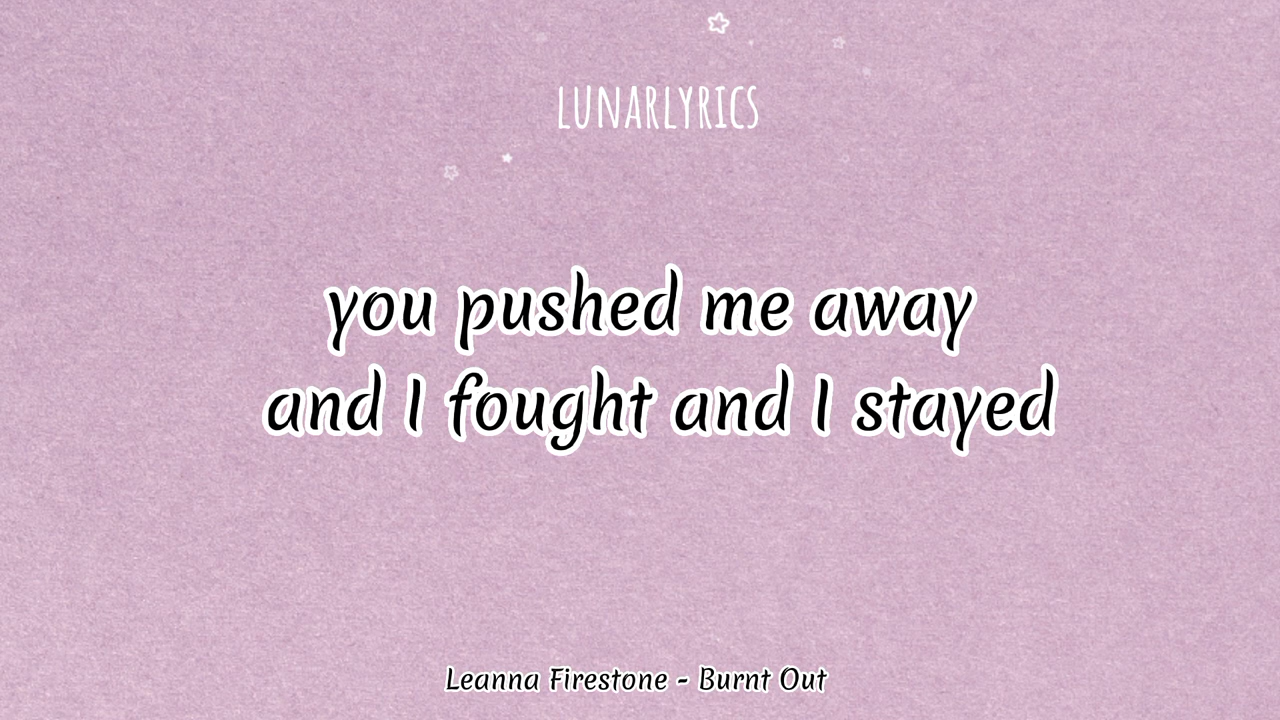 LUNARLYRICS
you pushed me away
and I fought and I stayed
Leanna Firestone - Burnt Out